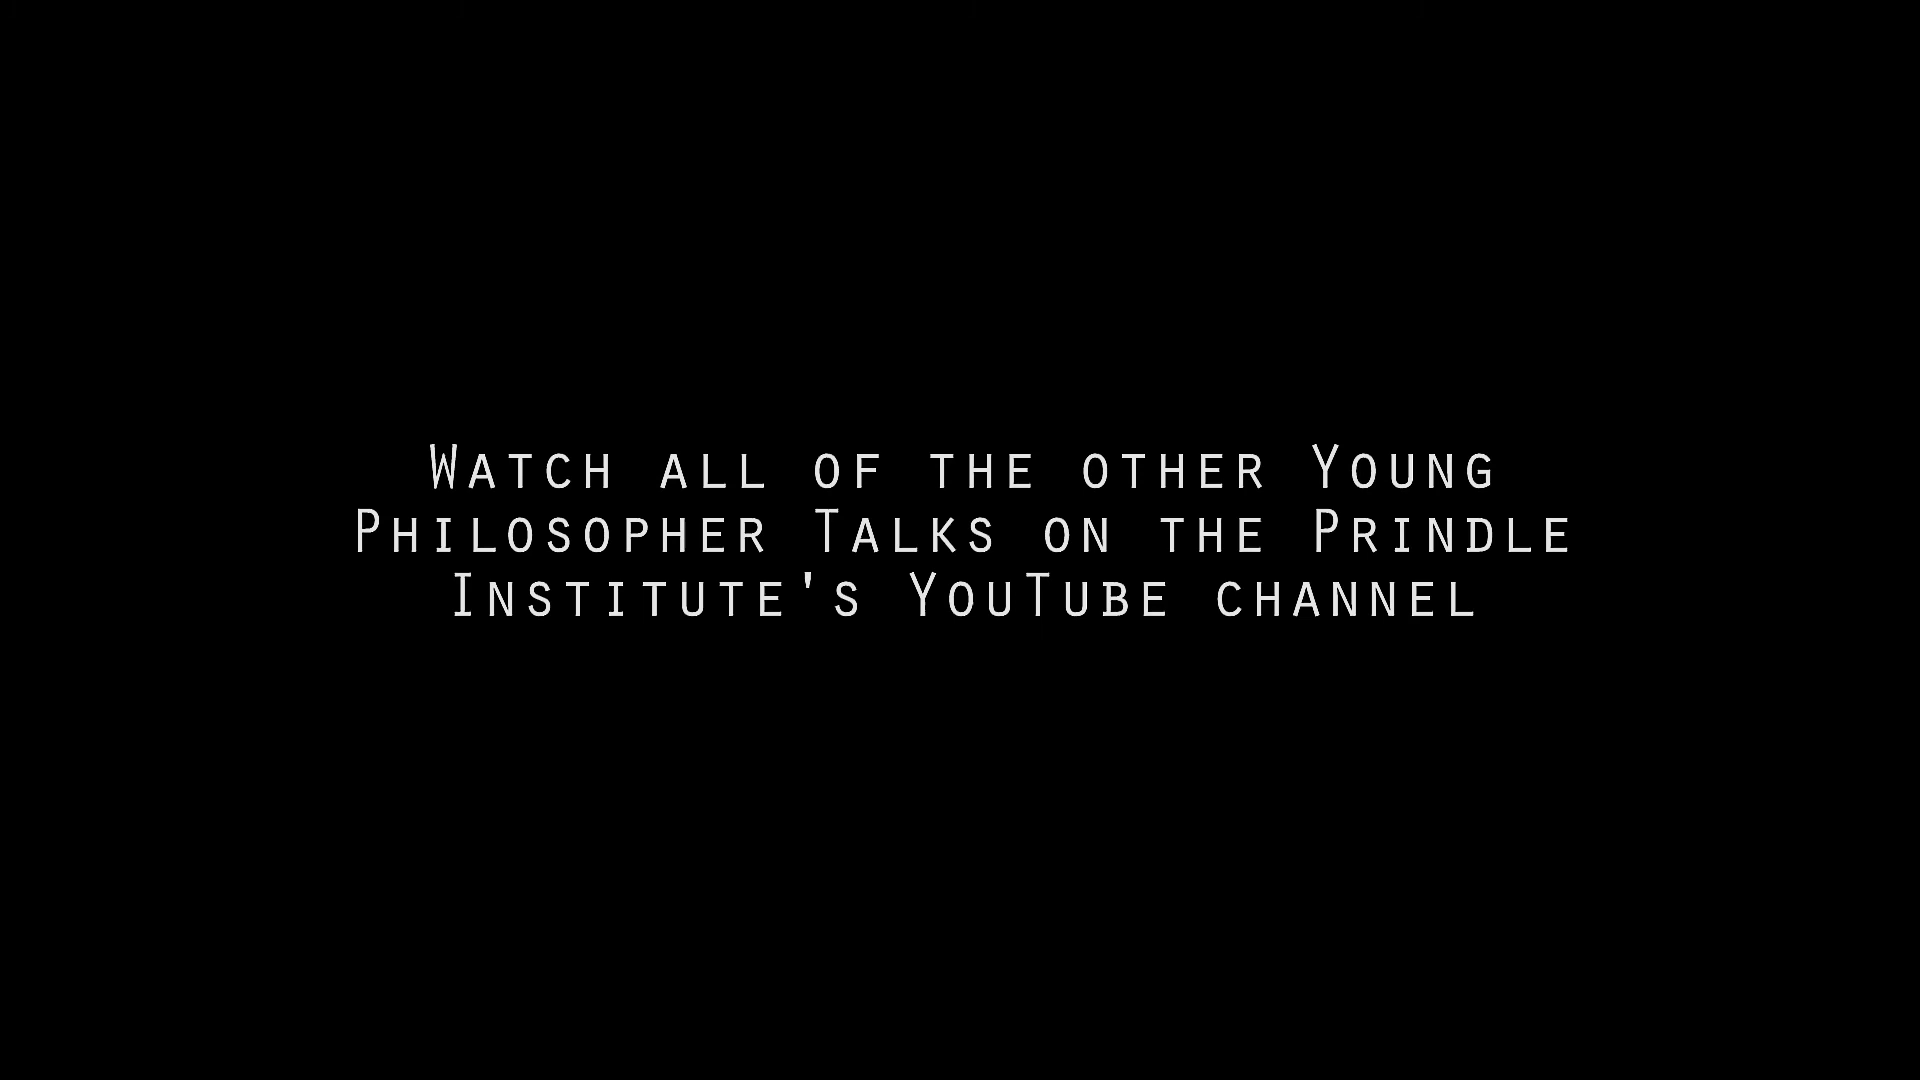 Watch all of the other Young
Philosopher Talks on the Prindle
Institute's YouTube channel